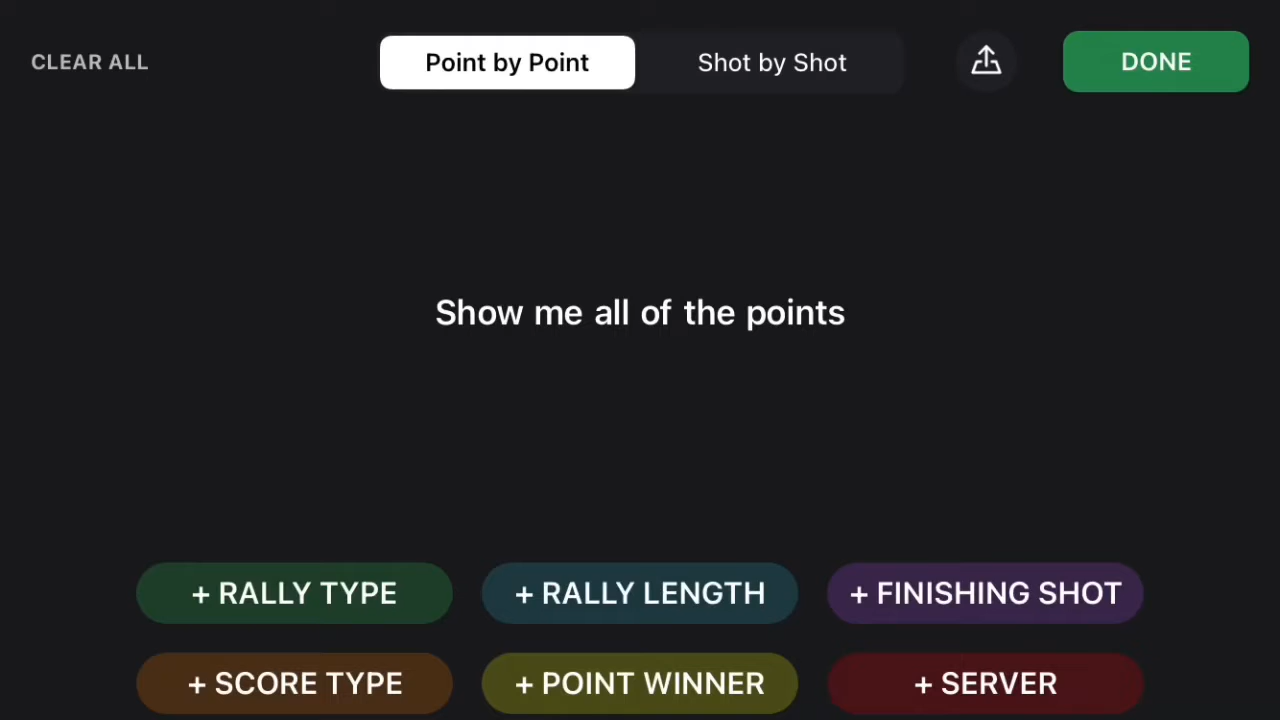 CLEAR ALL
Point by Point
Shot by Shot
DONE
Show me all of the points
+ RALLY TYPE
+ RALLY LENGTH
+ FINISHING SHOT
+ SCORE TYPE
+ POINT WINNER
+ SERVER